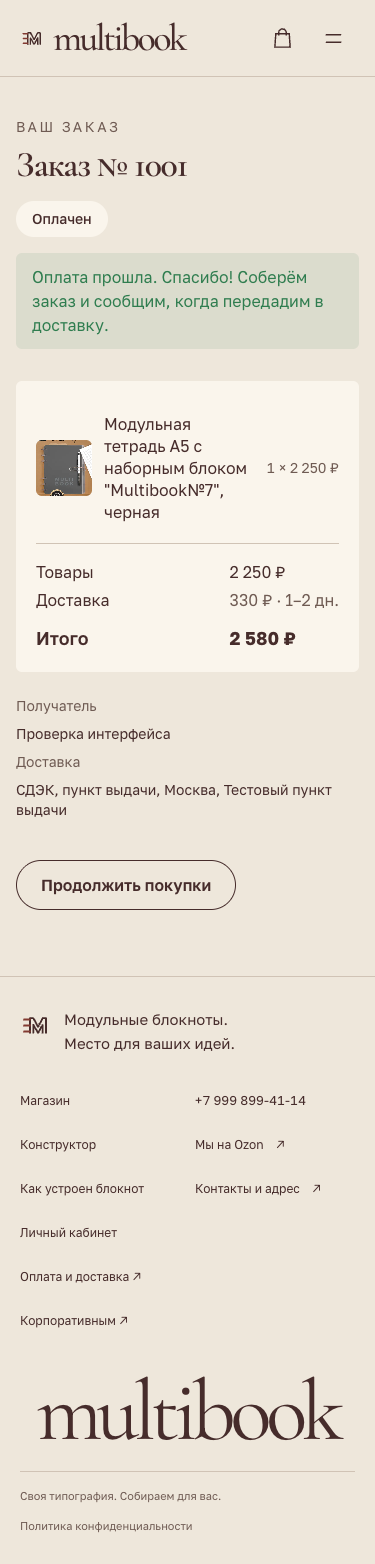 multibook
ВАШ ЗАКАЗ
Заказ № 1001
Оплачен
Оплата прошла. Спасибо! Соберём
заказ и сообщим, когда передадим в
доставку.
Модульная
тетрадь А5 с
наборным блоком
"Multibook№7",
черная
1 × 2 250 ₽
Товары 2 250 ₽
Доставка 330 ₽ · 1–2 дн.
Итого 2 580 ₽
Получатель
Проверка интерфейса
Доставка
СДЭК, пункт выдачи, Москва, Тестовый пункт
выдачи
Продолжить покупки
Модульные блокноты.
Место для ваших идей.
Магазин
+7 999 899-41-14
Конструктор
Мы на Ozon ↗
Как устроен блокнот
Контакты и адрес ↗
Личный кабинет
Оплата и доставка ↗
Корпоративным ↗
multibook
Своя типография. Собираем для вас.
Политика конфиденциальности